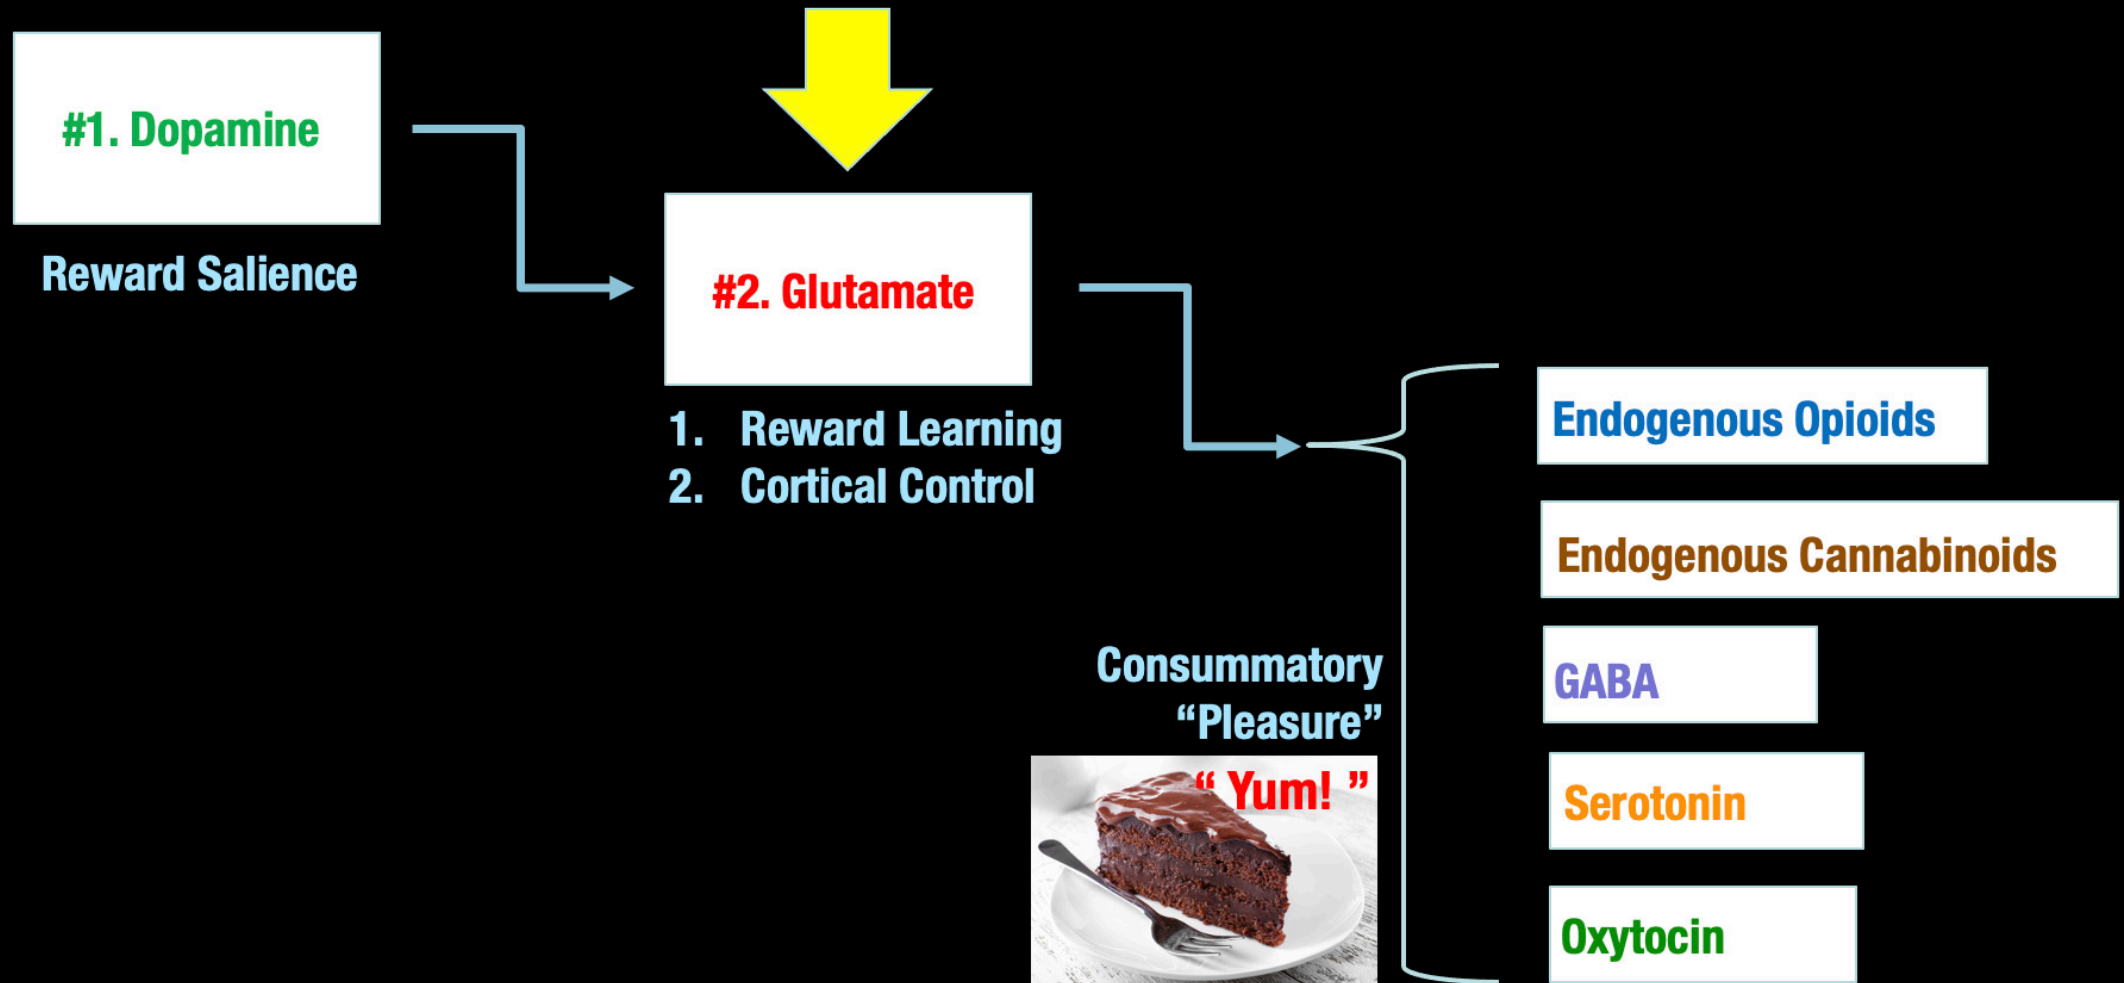 #1. Dopamine
Reward Salience
#2. Glutamate
1. Reward Learning
2. Cortical Control
Consummatory
“Pleasure”
“ Yum! ”
Endogenous Opioids
Endogenous Cannabinoids
GABA
Serotonin
Oxytocin